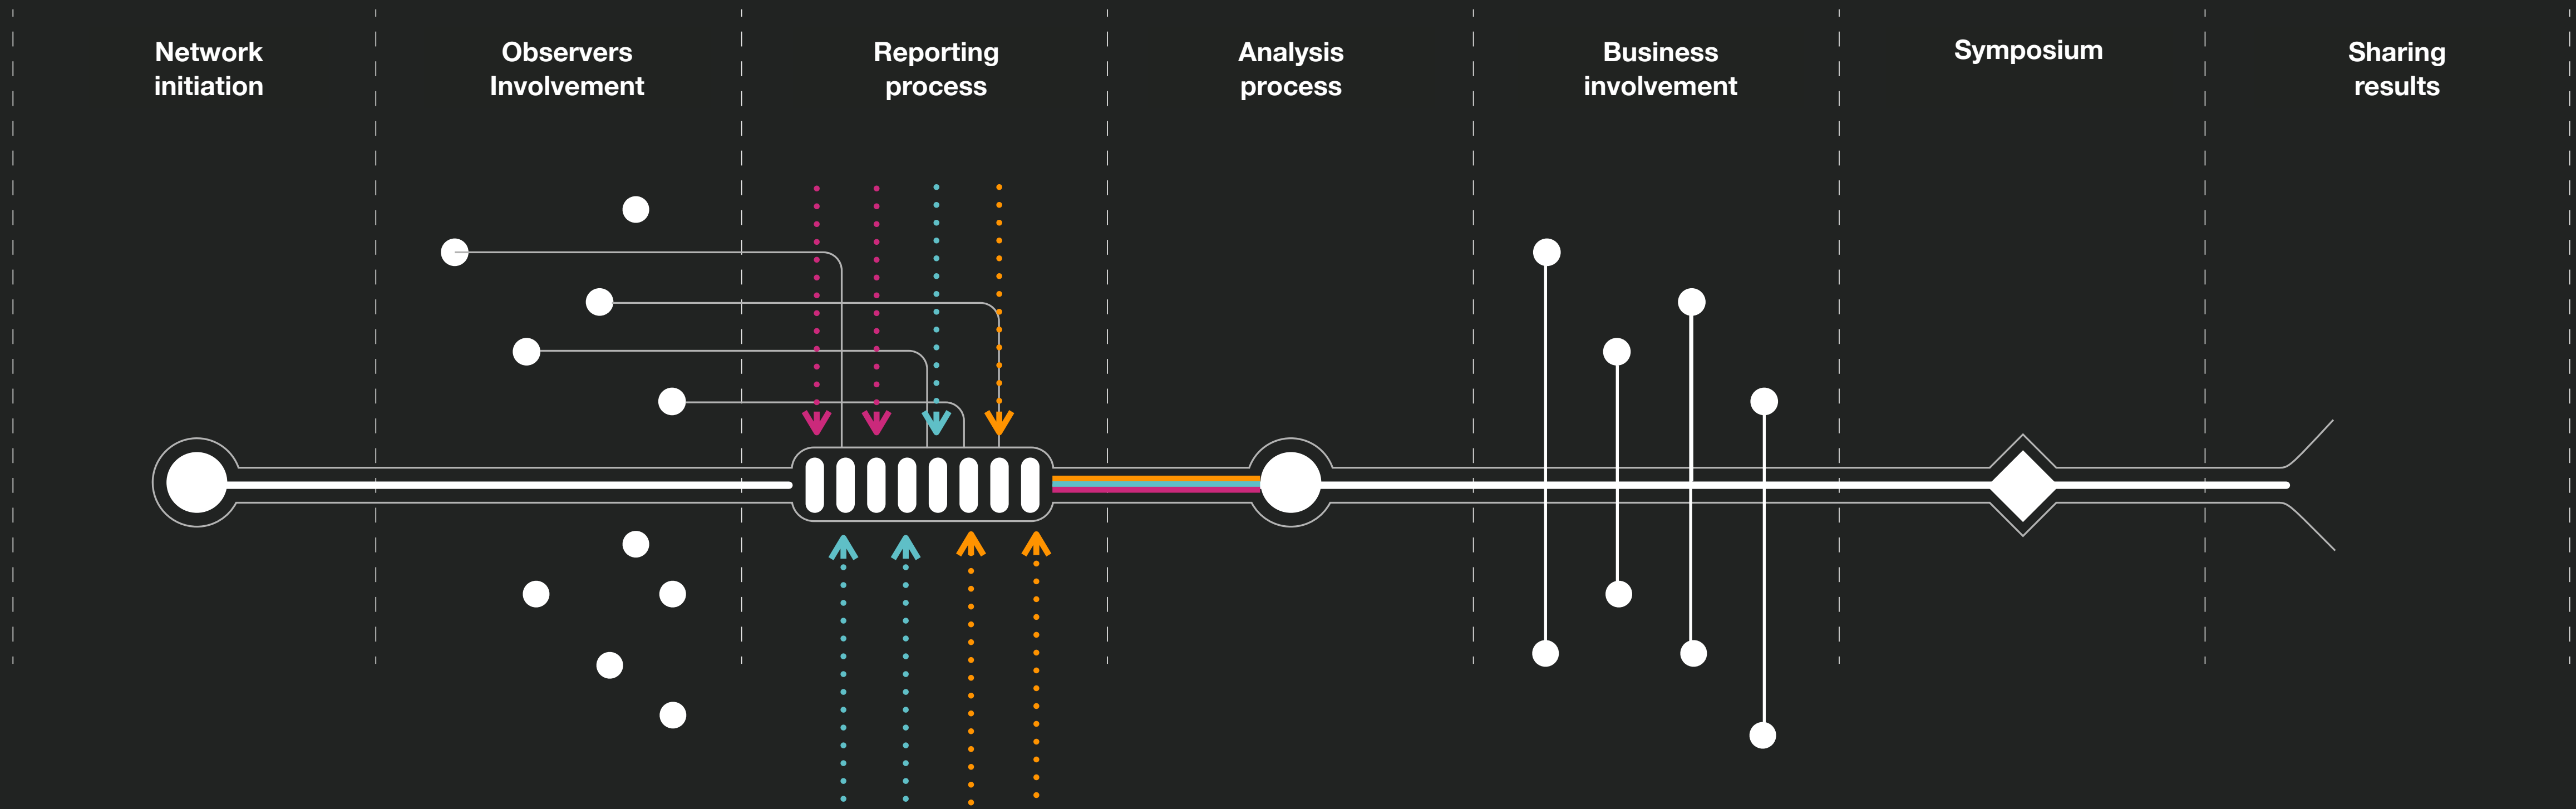 Network
initiation
Observers
Involvement
Reporting
process
Analysis
process
Business
involvement
Symposium
Sharing
results